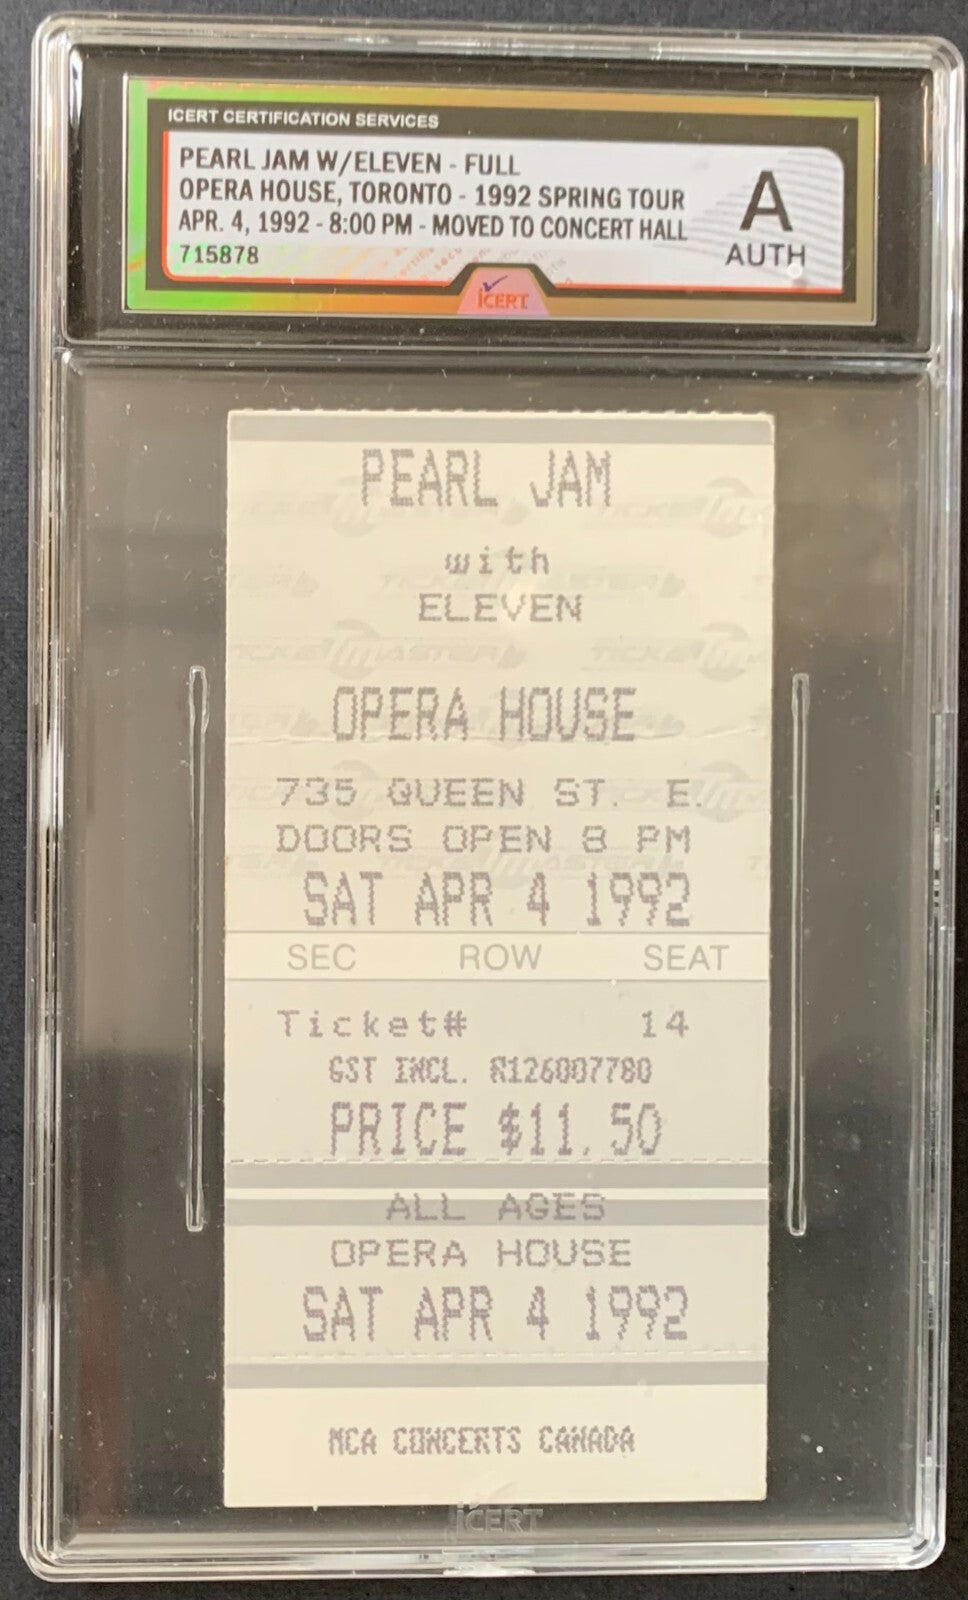 ICERT CERTIFICATION SERVICES
PEARL JAM W/ELEVEN - FULL
OPERA HOUSE, TORONTO - 1992 SPRING TOUR
APR. 4, 1992 - 8:00 PM - MOVED TO CONCERT HALL
715878
A
AUTH
iCERT
PEARL JAM
with
ELEVEN
OPERA HOUSE
735 QUEEN ST. E.
DOORS OPEN 8 PM
SAT APR 4 1992
SEC ROW SEAT
Ticket# 14
GST INCL. R126007780
PRICE $11.50
ALL AGES
OPERA HOUSE
SAT APR 4 1992
MCA CONCERTS CANADA
iCERT